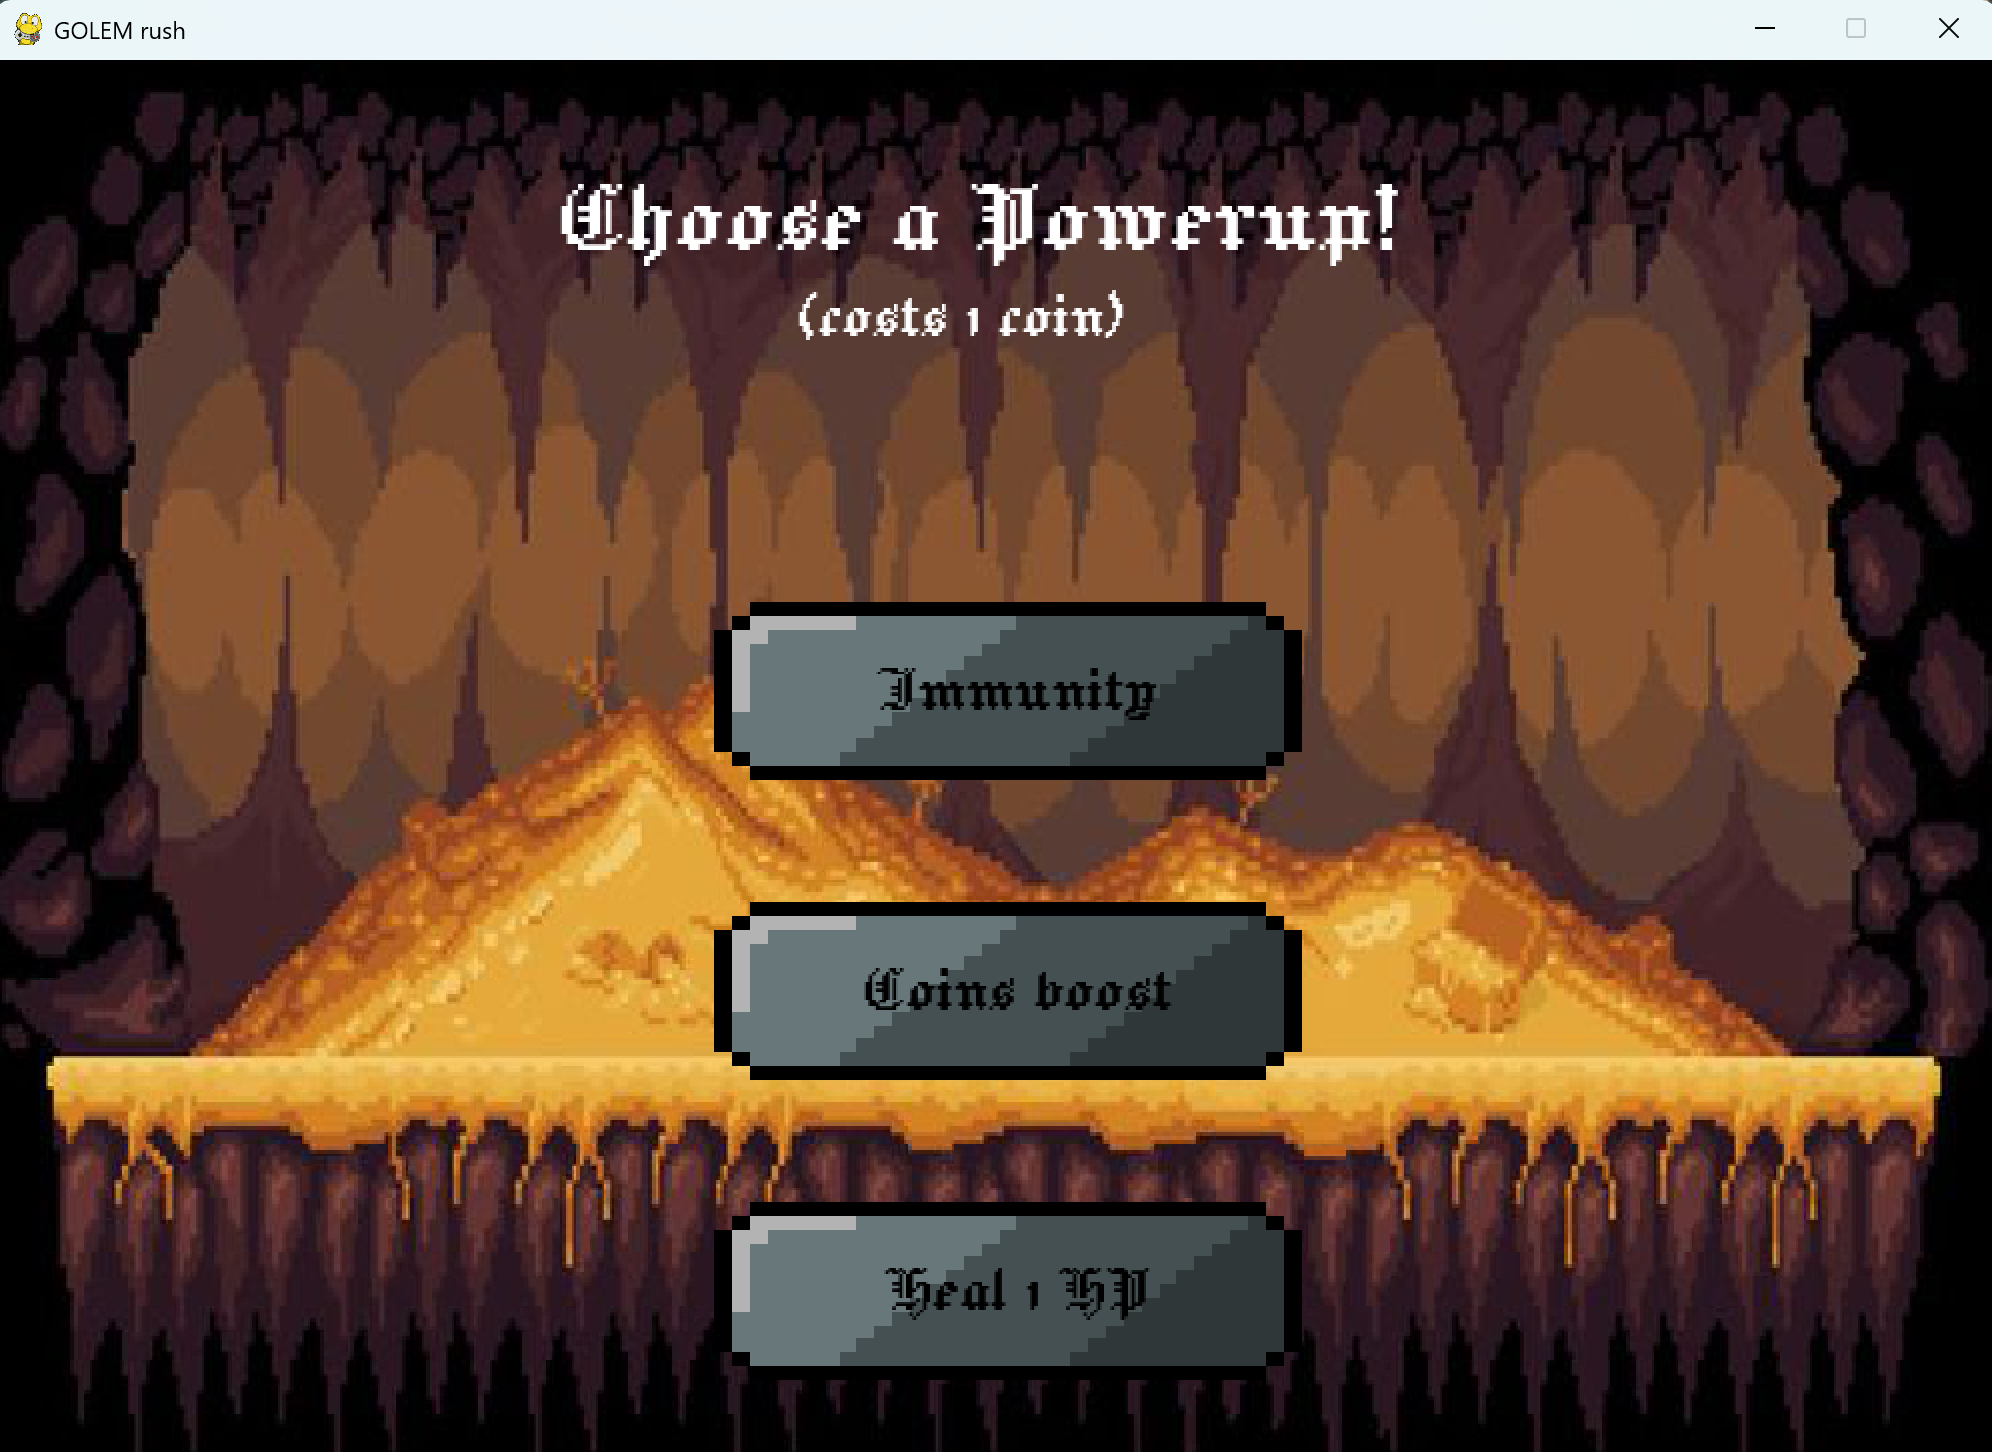 GOLEM rush
Choose a Powerup!
(costs 1 coin)
Immunity
Coins boost
Heal 1 HP